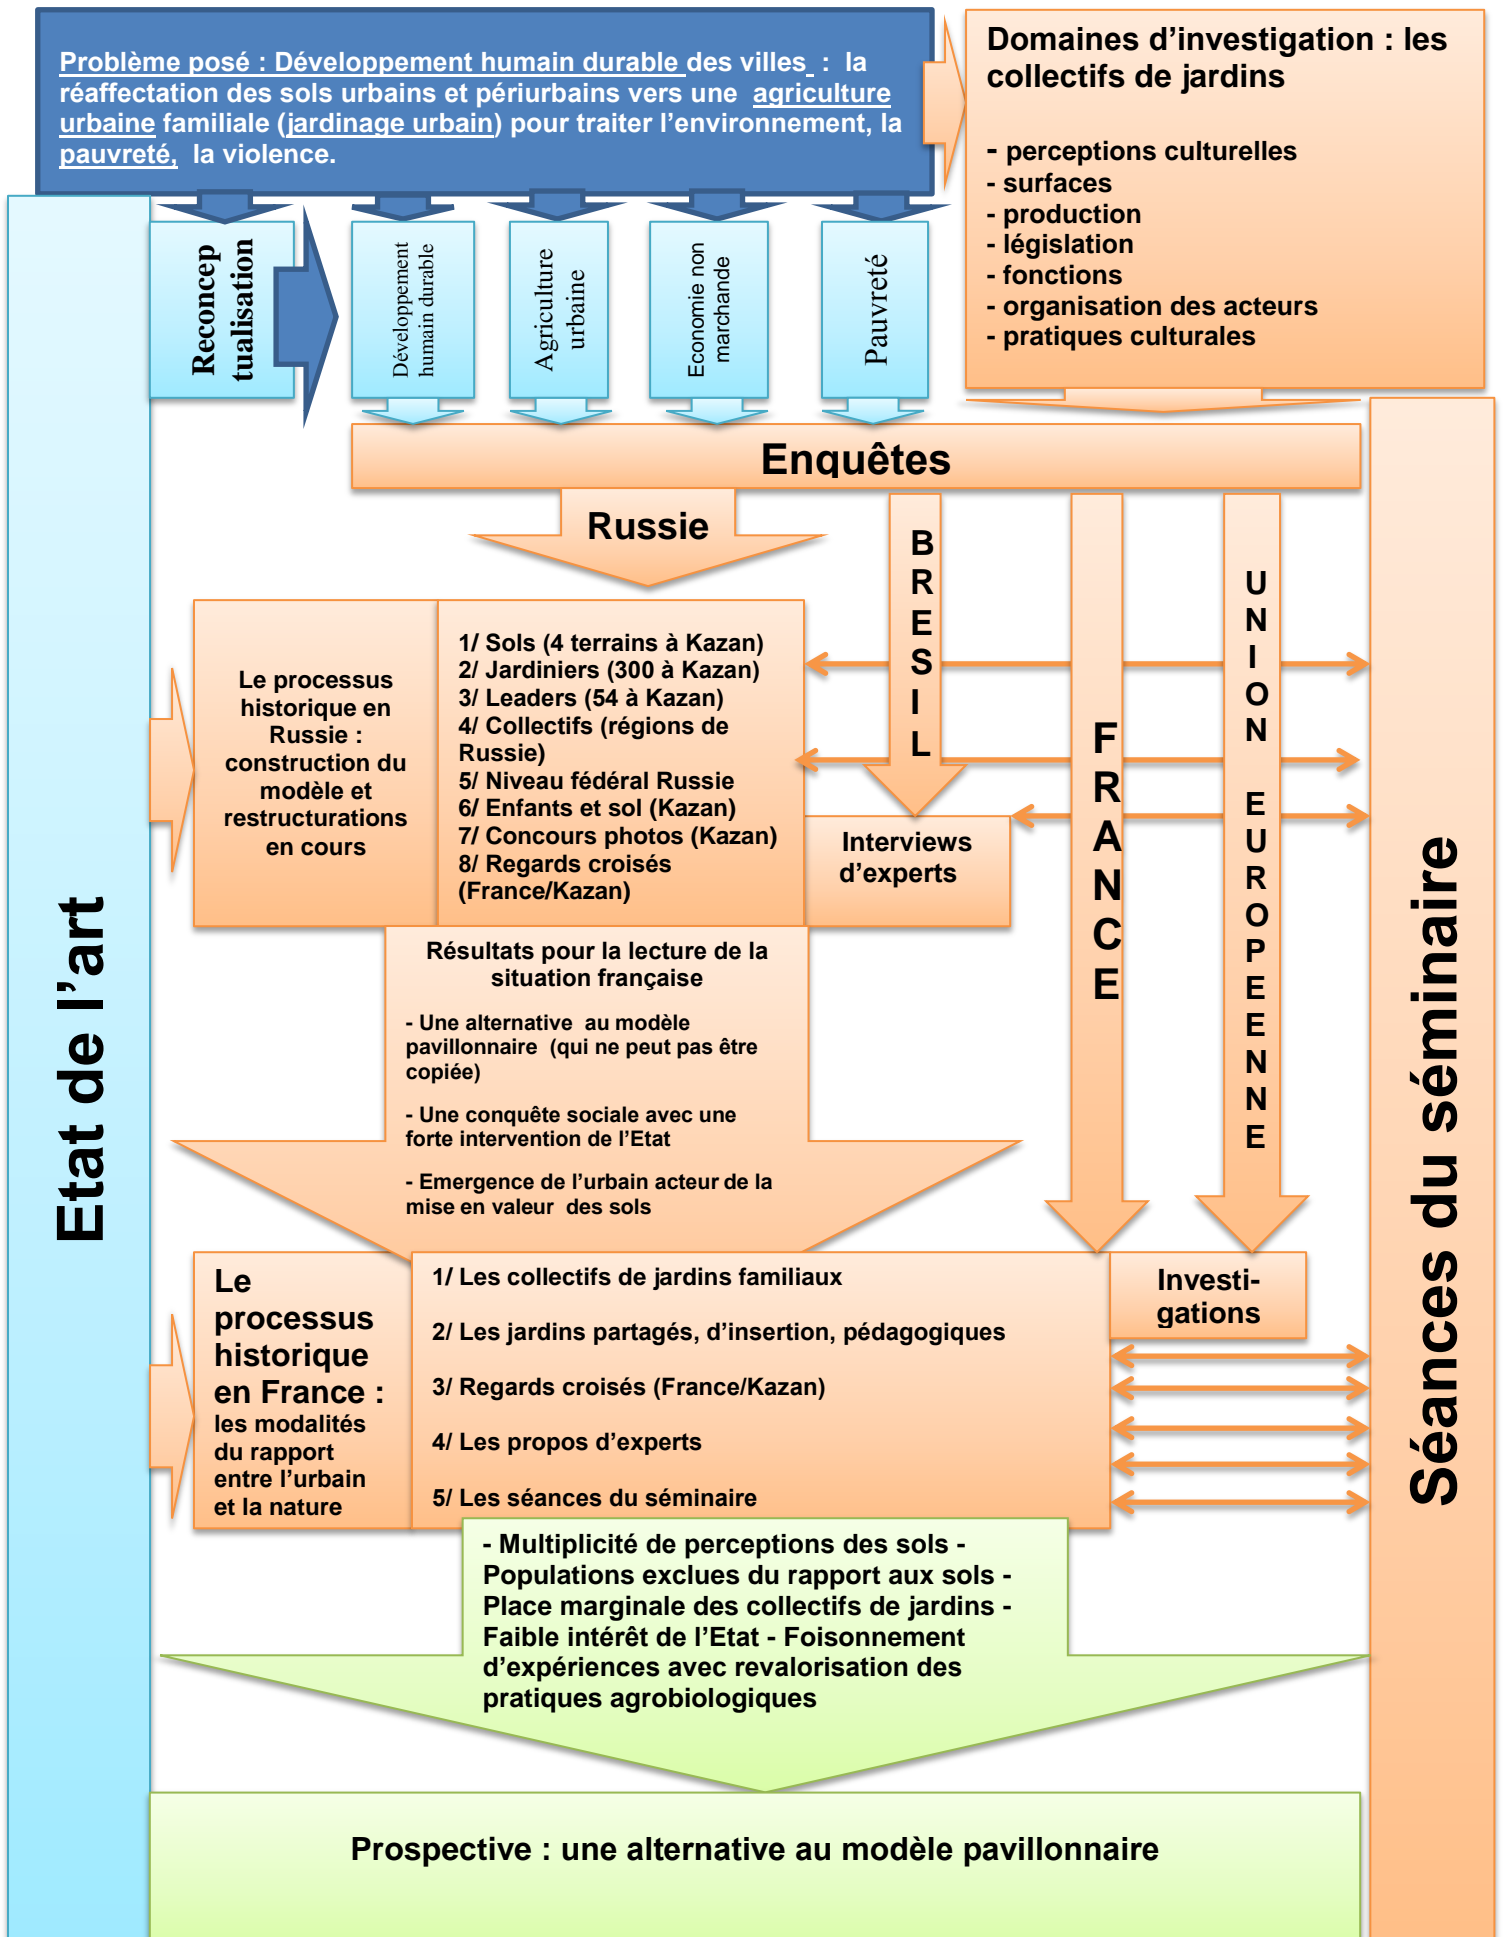 Problème posé : Développement humain durable des villes : la
réaffectation des sols urbains et périurbains vers une agriculture
urbaine familiale (jardinage urbain) pour traiter l’environnement, la
pauvreté, la violence.
Domaines d’investigation : les
collectifs de jardins
- perceptions culturelles
- surfaces
- production
- législation
- fonctions
- organisation des acteurs
- pratiques culturales
Reconcep
tualisation
Développement
humain durable
Agriculture
urbaine
Economie non
marchande
Pauvreté
Enquêtes
Russie
BRESIL
FRANCE
UNION EUROPEENNE
Le processus
historique en
Russie :
construction du
modèle et
restructurations
en cours
1/ Sols (4 terrains à Kazan)
2/ Jardiniers (300 à Kazan)
3/ Leaders (54 à Kazan)
4/ Collectifs (régions de
Russie)
5/ Niveau fédéral Russie
6/ Enfants et sol (Kazan)
7/ Concours photos (Kazan)
8/ Regards croisés
(France/Kazan)
Interviews
d’experts
Résultats pour la lecture de la
situation française
- Une alternative au modèle
pavillonnaire (qui ne peut pas être
copiée)
- Une conquête sociale avec une
forte intervention de l’Etat
- Emergence de l’urbain acteur de la
mise en valeur des sols
Etat de l’art
Séances du séminaire
Le
processus
historique
en France :
les modalités
du rapport
entre l’urbain
et la nature
1/ Les collectifs de jardins familiaux
2/ Les jardins partagés, d’insertion, pédagogiques
3/ Regards croisés (France/Kazan)
4/ Les propos d’experts
5/ Les séances du séminaire
Investi-
gations
- Multiplicité de perceptions des sols -
Populations exclues du rapport aux sols -
Place marginale des collectifs de jardins -
Faible intérêt de l’Etat - Foisonnement
d’expériences avec revalorisation des
pratiques agrobiologiques
Prospective : une alternative au modèle pavillonnaire